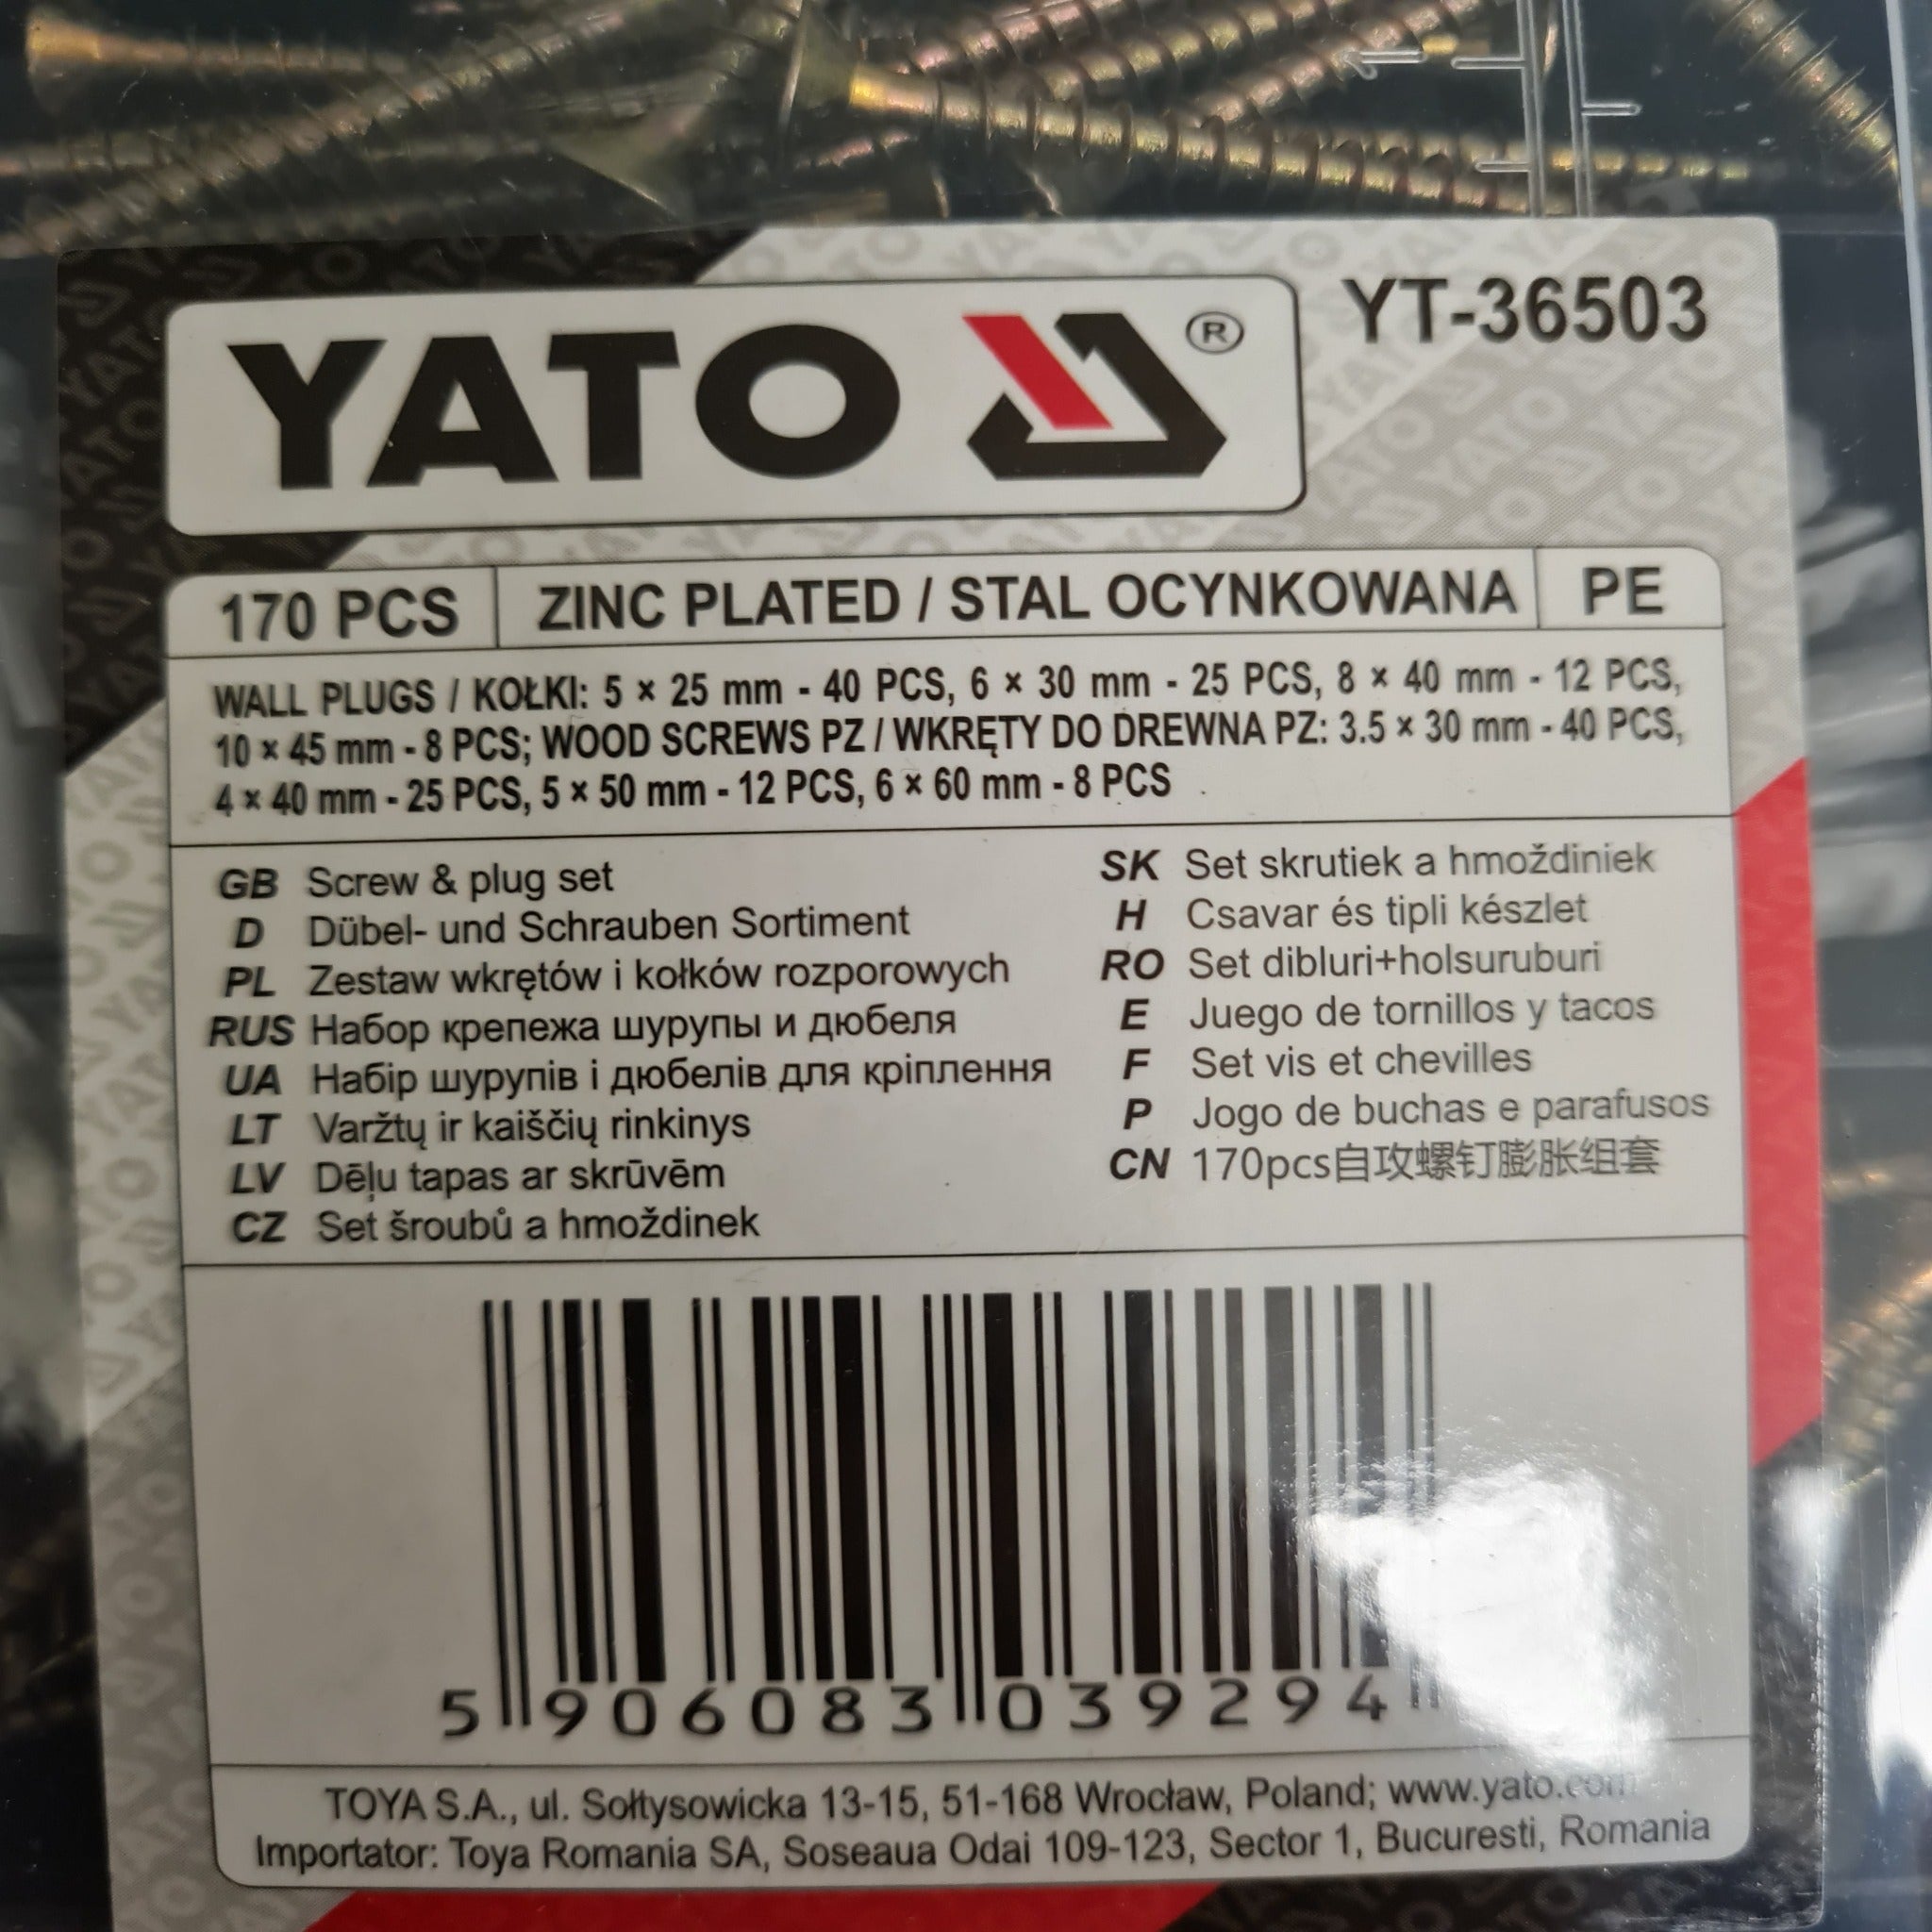 YATO ®
YT-36503
170 PCS
ZINC PLATED / STAL OCYNKOWANA
PE
WALL PLUGS / KOŁKI: 5 × 25 mm - 40 PCS, 6 × 30 mm - 25 PCS, 8 × 40 mm - 12 PCS,
10 × 45 mm - 8 PCS; WOOD SCREWS PZ / WKRĘTY DO DREWNA PZ: 3.5 × 30 mm - 40 PCS,
4 × 40 mm - 25 PCS, 5 × 50 mm - 12 PCS, 6 × 60 mm - 8 PCS
GB Screw & plug set
D Dübel- und Schrauben Sortiment
PL Zestaw wkrętów i kołków rozporowych
RUS Набор крепежа шурупы и дюбеля
UA Набір шурупів і дюбелів для кріплення
LT Varžtų ir kaiščių rinkinys
LV Dēļu tapas ar skrūvēm
CZ Set šroubů a hmoždinek
SK Set skrutiek a hmoždiniek
H Csavar és tipli készlet
RO Set dibluri+holsuruburi
E Juego de tornillos y tacos
F Set vis et chevilles
P Jogo de buchas e parafusos
CN 170pcs自攻螺钉膨胀组套
5 906083 039294
TOYA S.A., ul. Sołtysowicka 13-15, 51-168 Wrocław, Poland; www.yato.com
Importator: Toya Romania SA, Soseaua Odai 109-123, Sector 1, Bucuresti, Romania